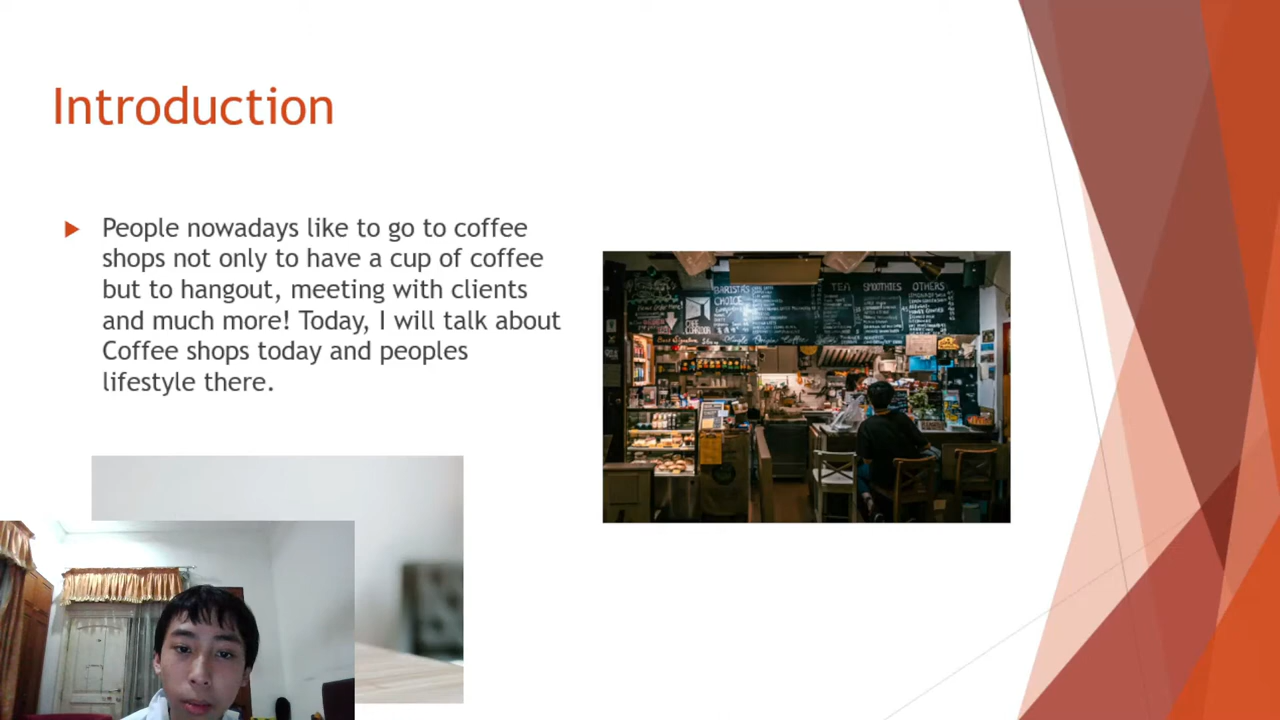 Introduction
People nowadays like to go to coffee
shops not only to have a cup of coffee
but to hangout, meeting with clients
and much more! Today, I will talk about
Coffee shops today and peoples
lifestyle there.
BARISTA'S
CHOICE
TEA
SMOOTHIES
OTHERS